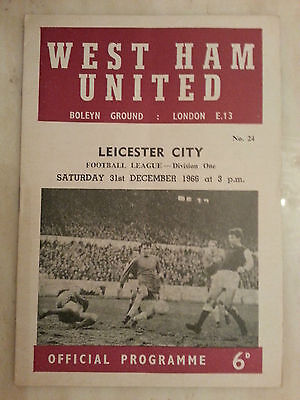 WEST HAM
UNITED
BOLEYN GROUND : LONDON E.13
No. 24
LEICESTER CITY
FOOTBALL LEAGUE — Division One
SATURDAY 31st DECEMBER 1966 at 3 p.m.
OFFICIAL PROGRAMME 6D